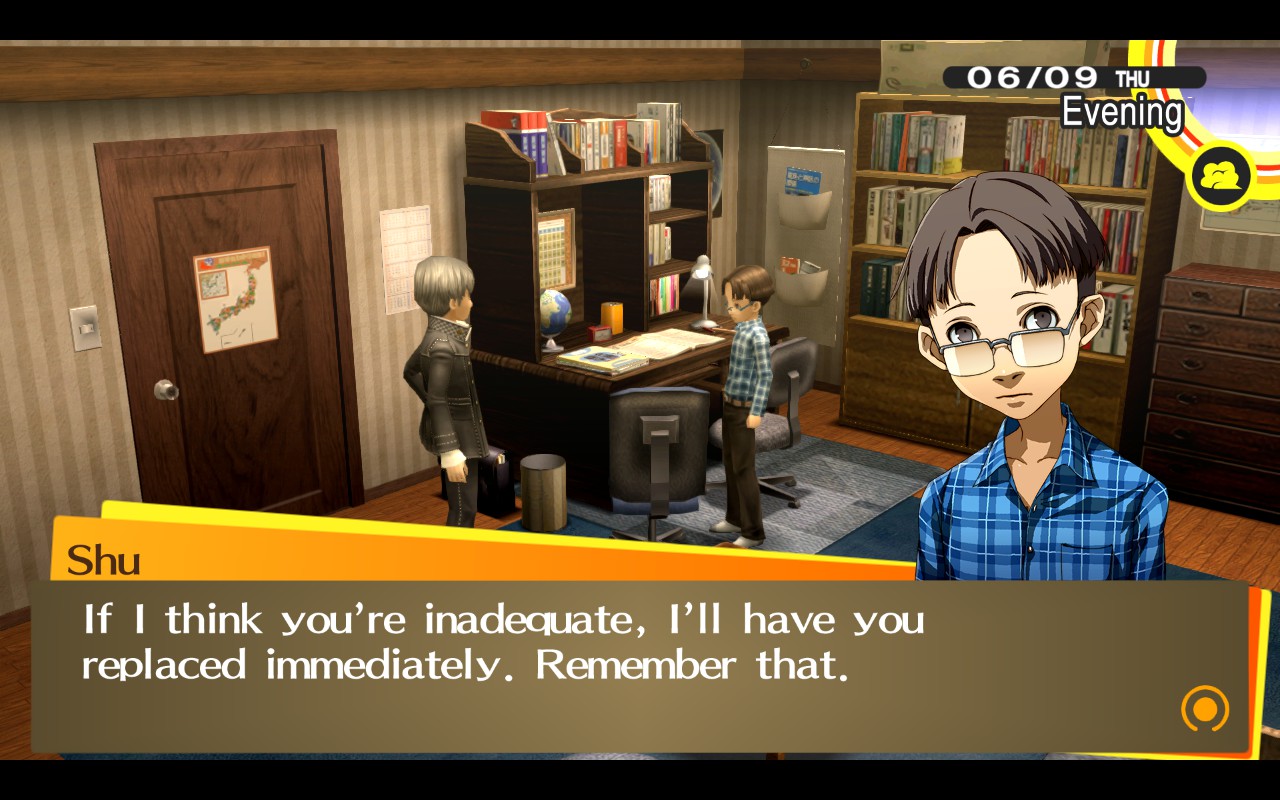 06/09 THU
Evening
Shu
If I think you're inadequate, I'll have you
replaced immediately. Remember that.